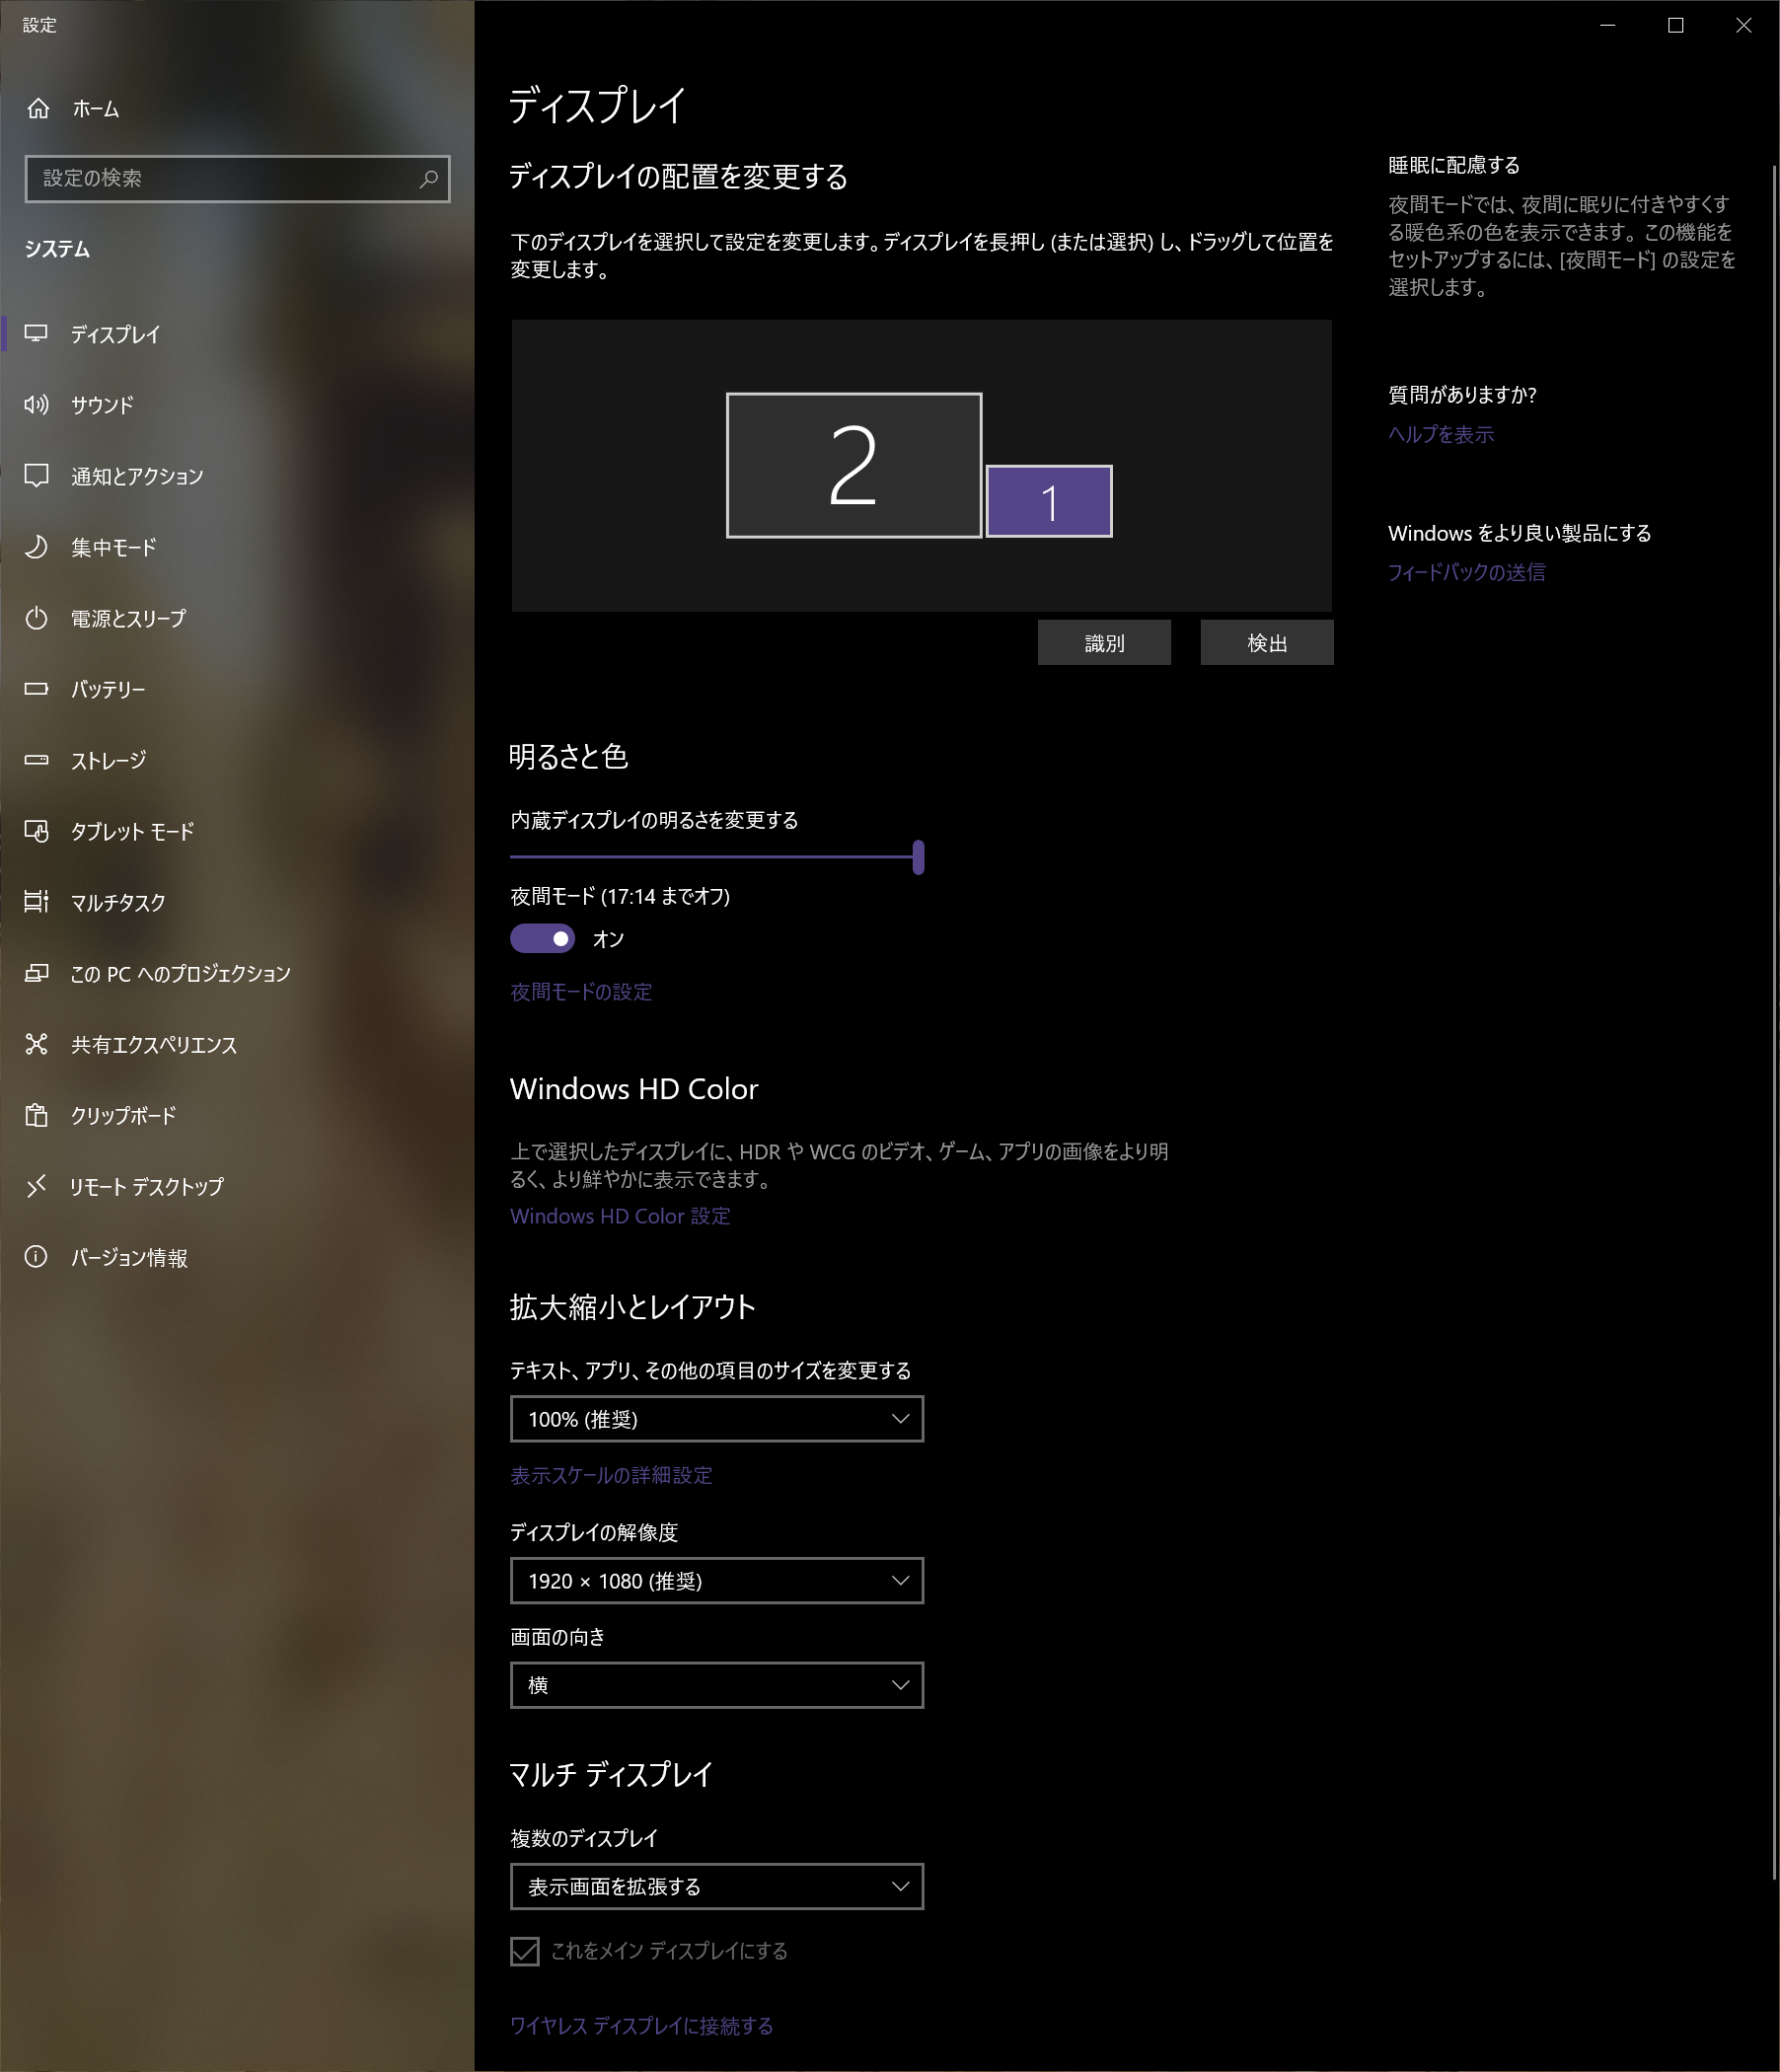 設定
ホーム
設定の検索
システム
ディスプレイ
サウンド
通知とアクション
集中モード
電源とスリープ
バッテリー
ストレージ
タブレット モード
マルチタスク
この PC へのプロジェクション
共有エクスペリエンス
クリップボード
リモート デスクトップ
バージョン情報
ディスプレイ
ディスプレイの配置を変更する
下のディスプレイを選択して設定を変更します。ディスプレイを長押し (または選択) し、ドラッグして位置を
変更します。
2
1
識別
検出
明るさと色
内蔵ディスプレイの明るさを変更する
夜間モード (17:14 までオフ)
オン
夜間モードの設定
Windows HD Color
上で選択したディスプレイに、HDR や WCG のビデオ、ゲーム、アプリの画像をより明
るく、より鮮やかに表示できます。
Windows HD Color 設定
拡大縮小とレイアウト
テキスト、アプリ、その他の項目のサイズを変更する
100% (推奨)
表示スケールの詳細設定
ディスプレイの解像度
1920 × 1080 (推奨)
画面の向き
横
マルチ ディスプレイ
複数のディスプレイ
表示画面を拡張する
これをメイン ディスプレイにする
ワイヤレス ディスプレイに接続する
睡眠に配慮する
夜間モードでは、夜間に眠りに付きやすくす
る暖色系の色を表示できます。この機能を
セットアップするには、[夜間モード] の設定を
選択します。
質問がありますか?
ヘルプを表示
Windows をより良い製品にする
フィードバックの送信